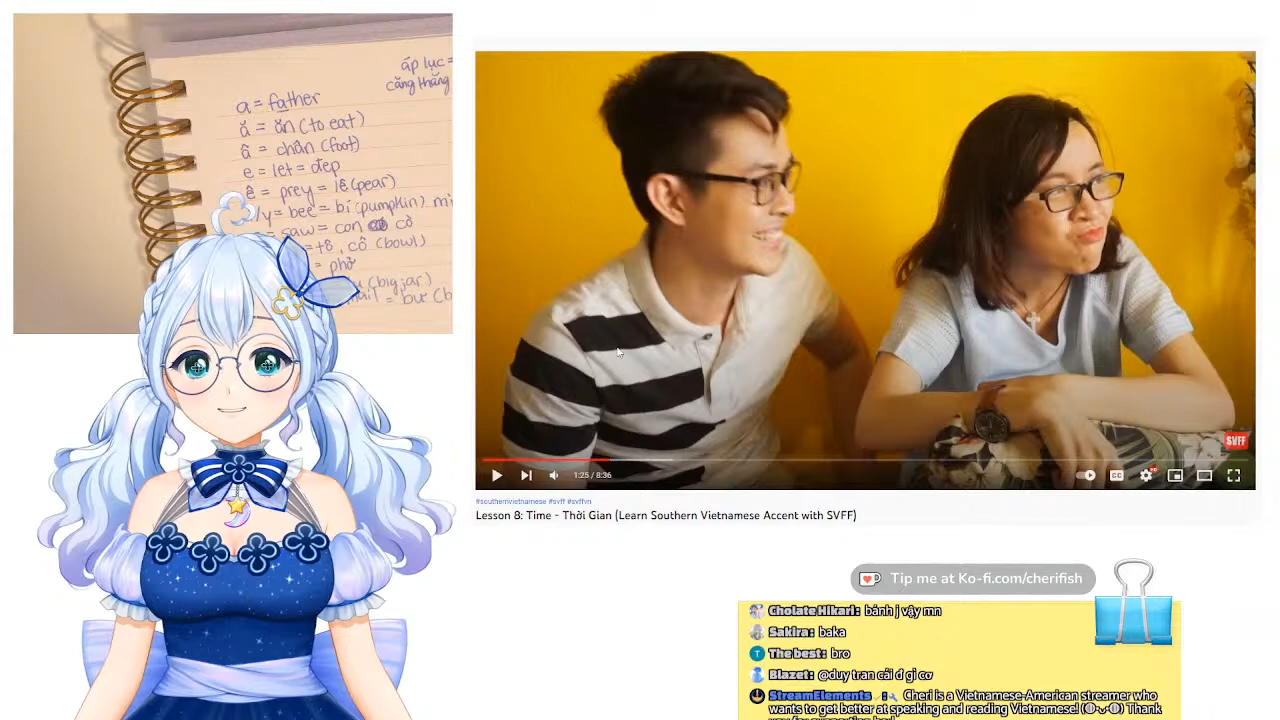 áp lực =
căng thẳng
a = father
ă = ăn (to eat)
â = chân (foot)
e = let = đẹp
ê = prey = lê (pear)
/y = bee = bí (pumpkin)
= saw = con cò
cô (bowl)
= phở
(big jar)
SVFF
1:25 / 8:36
#southernvietnamese #svff #svffvn
Lesson 8: Time - Thời Gian (Learn Southern Vietnamese Accent with SVFF)
Tip me at Ko-fi.com/cherifish
Cholate Hikari: bánh j vậy mn
Sakira: baka
T The best: bro
Blazet: @duy tran cái đ gì cơ
StreamElements: Cheri is a Vietnamese-American streamer who
wants to get better at speaking and reading Vietnamese! Thank